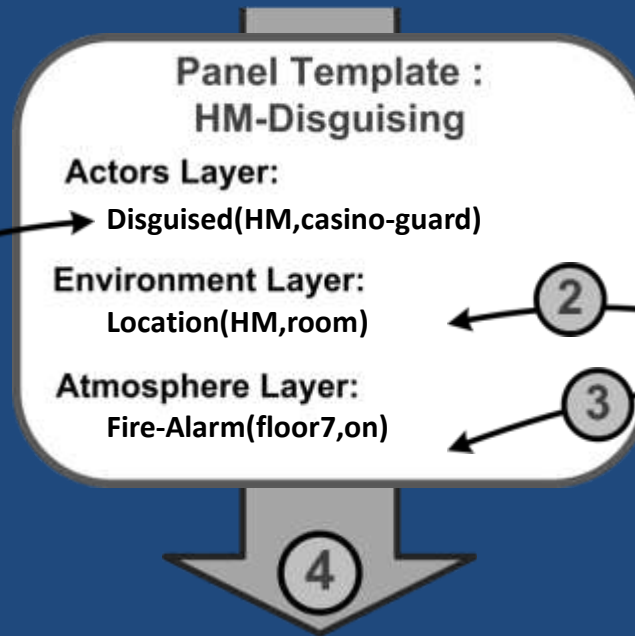 Panel Template :
HM-Disguising
Actors Layer:
Disguised(HM,casino-guard)
Environment Layer:
2
Location(HM,room)
Atmosphere Layer:
3
Fire-Alarm(floor7,on)
4